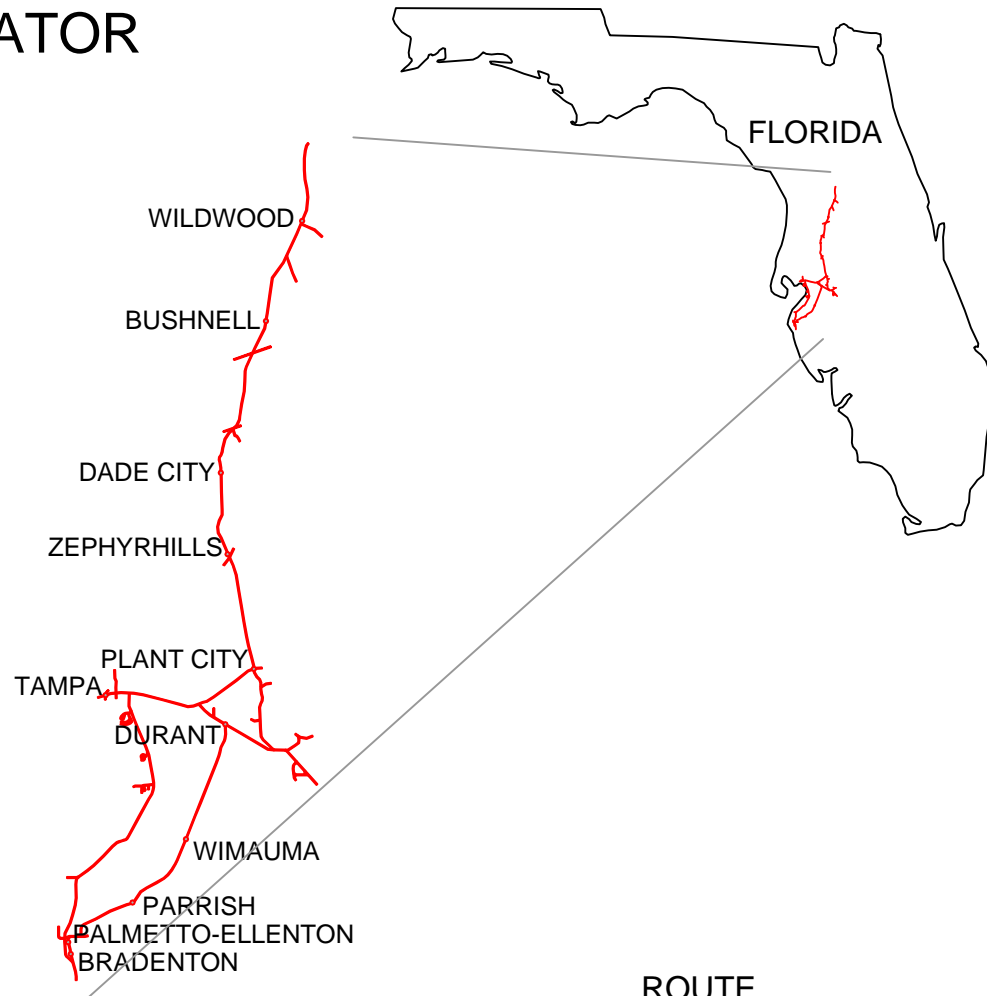 ATOR
FLORIDA
WILDWOOD
BUSHNELL
DADE CITY
ZEPHYRHILLS
PLANT CITY
TAMPA
DURANT
WIMAUMA
PARRISH
PALMETTO-ELLENTON
BRADENTON
ROUTE